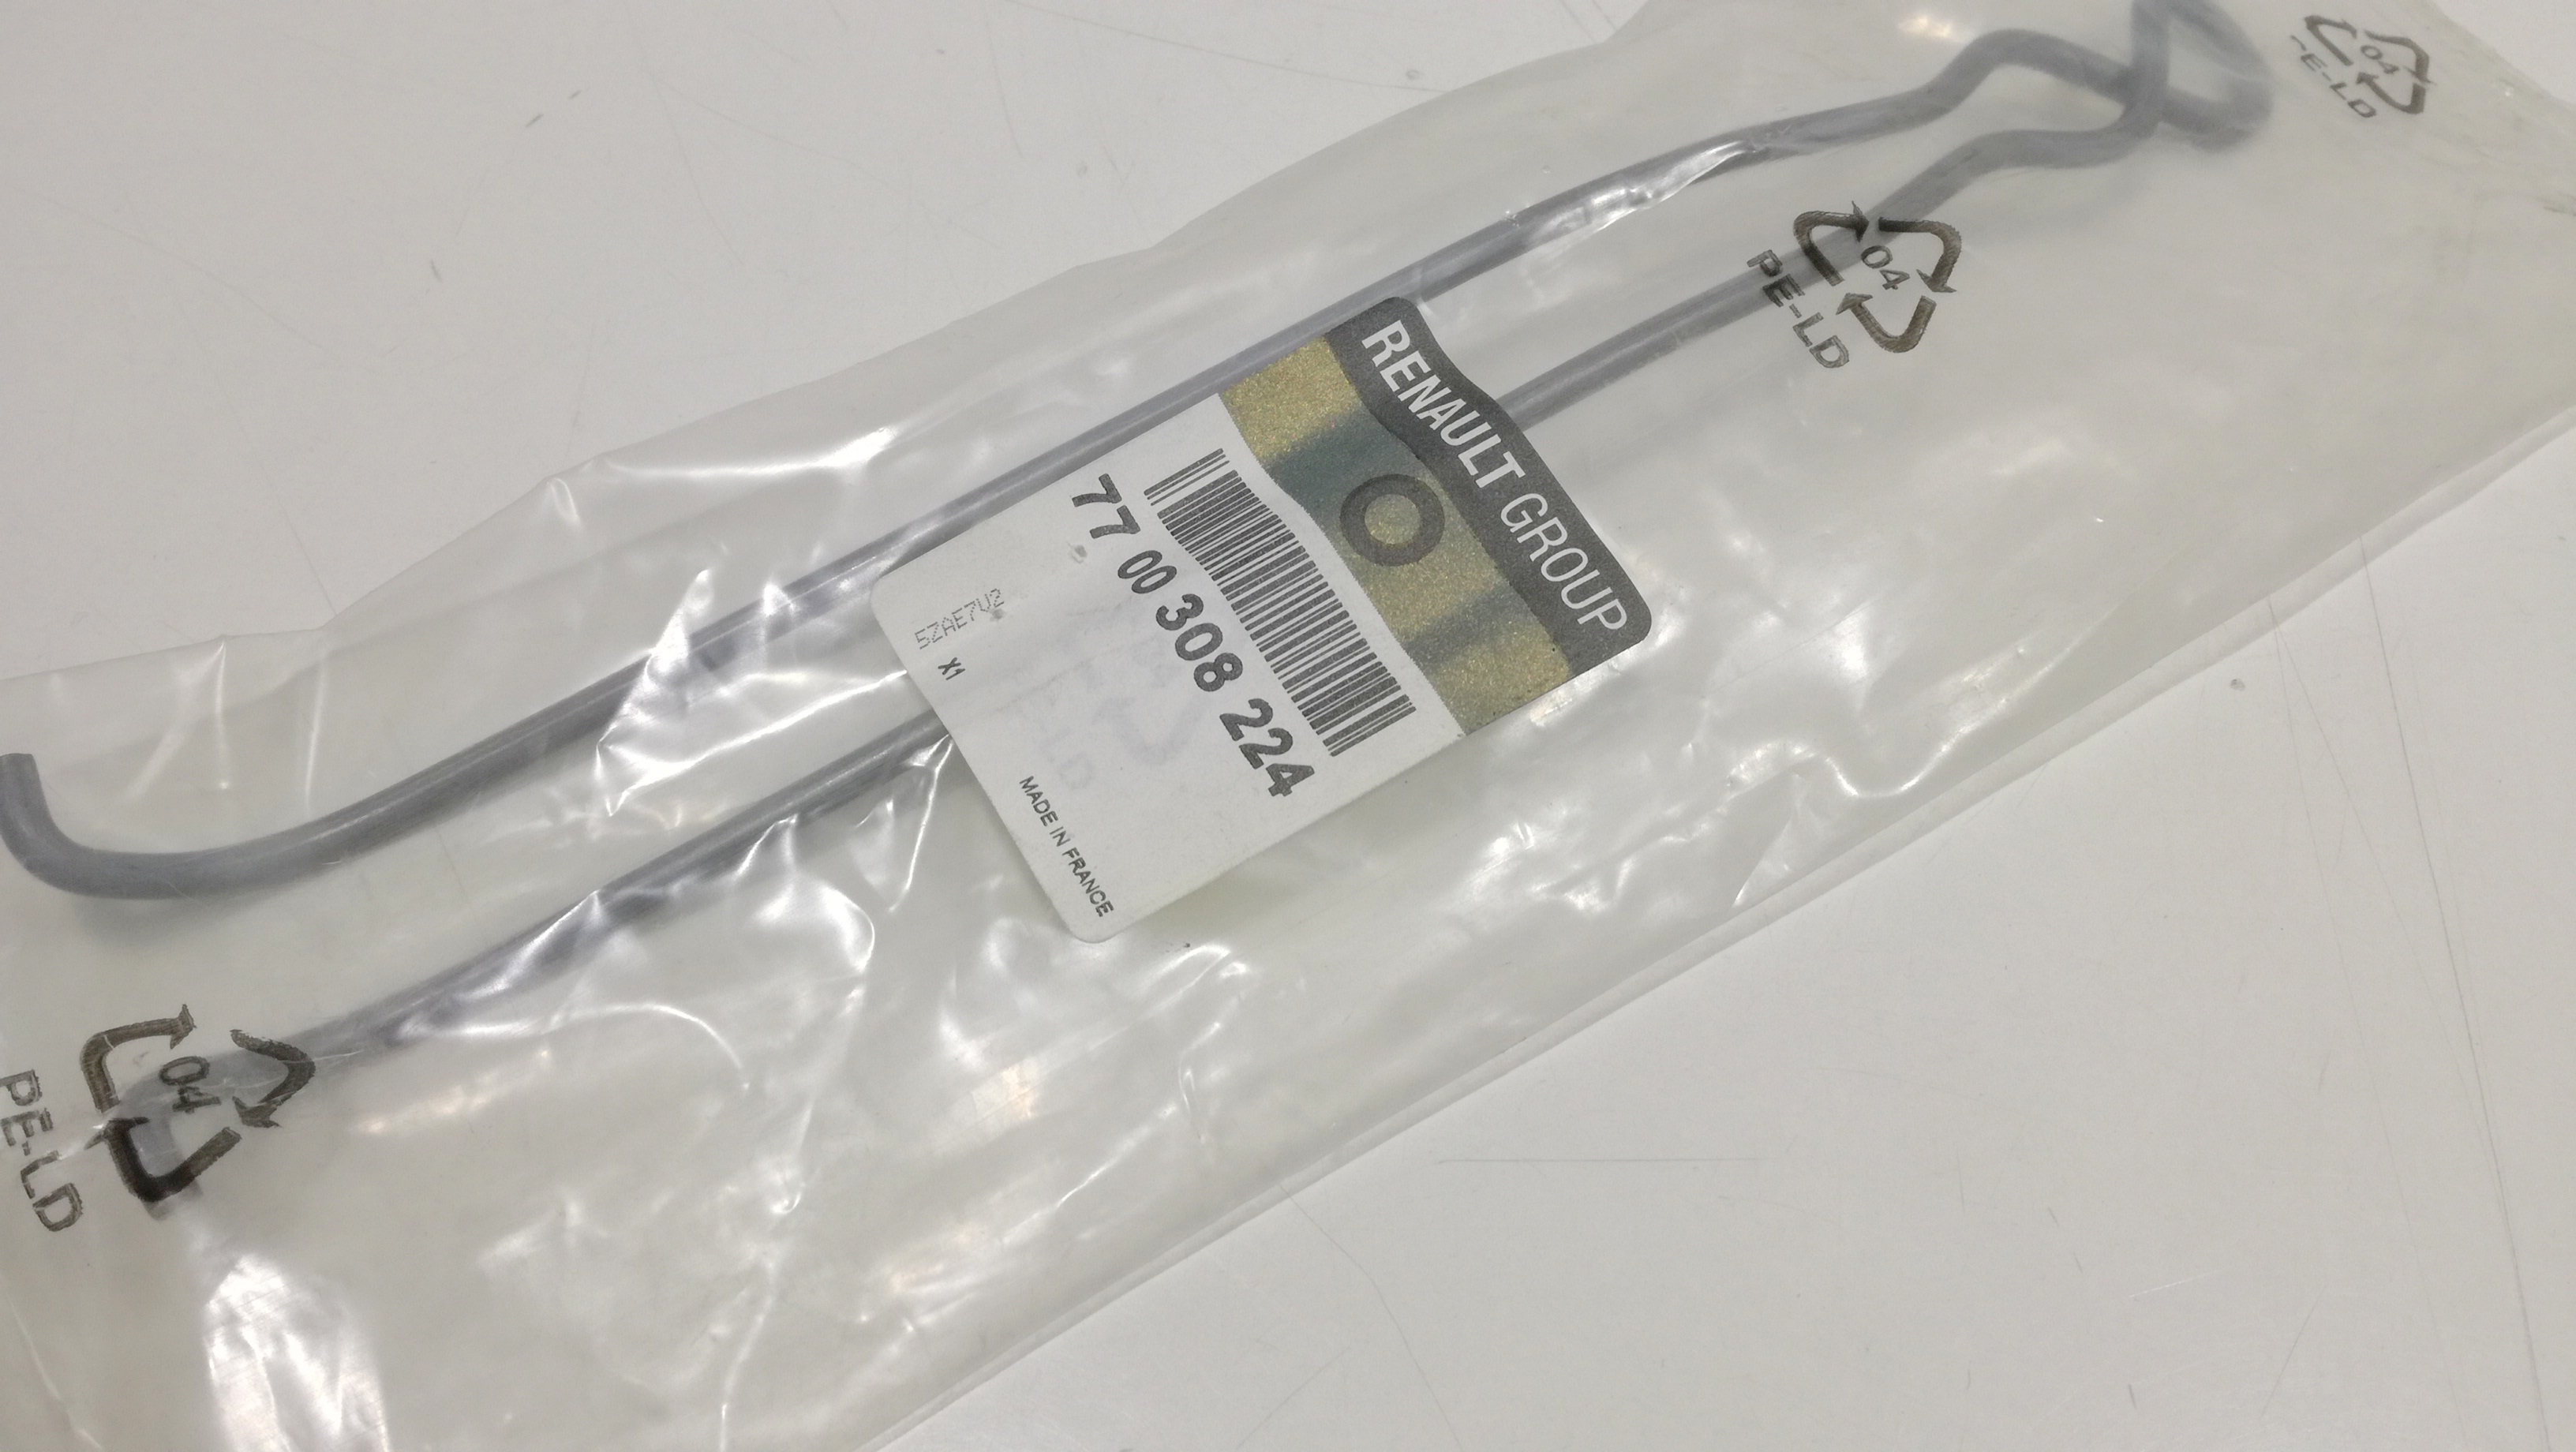 RENAULT GROUP
77 00 308 224
5ZAE7V2
X1
MADE IN FRANCE
04
PE-LD
04
PE-LD
04
PE-LD